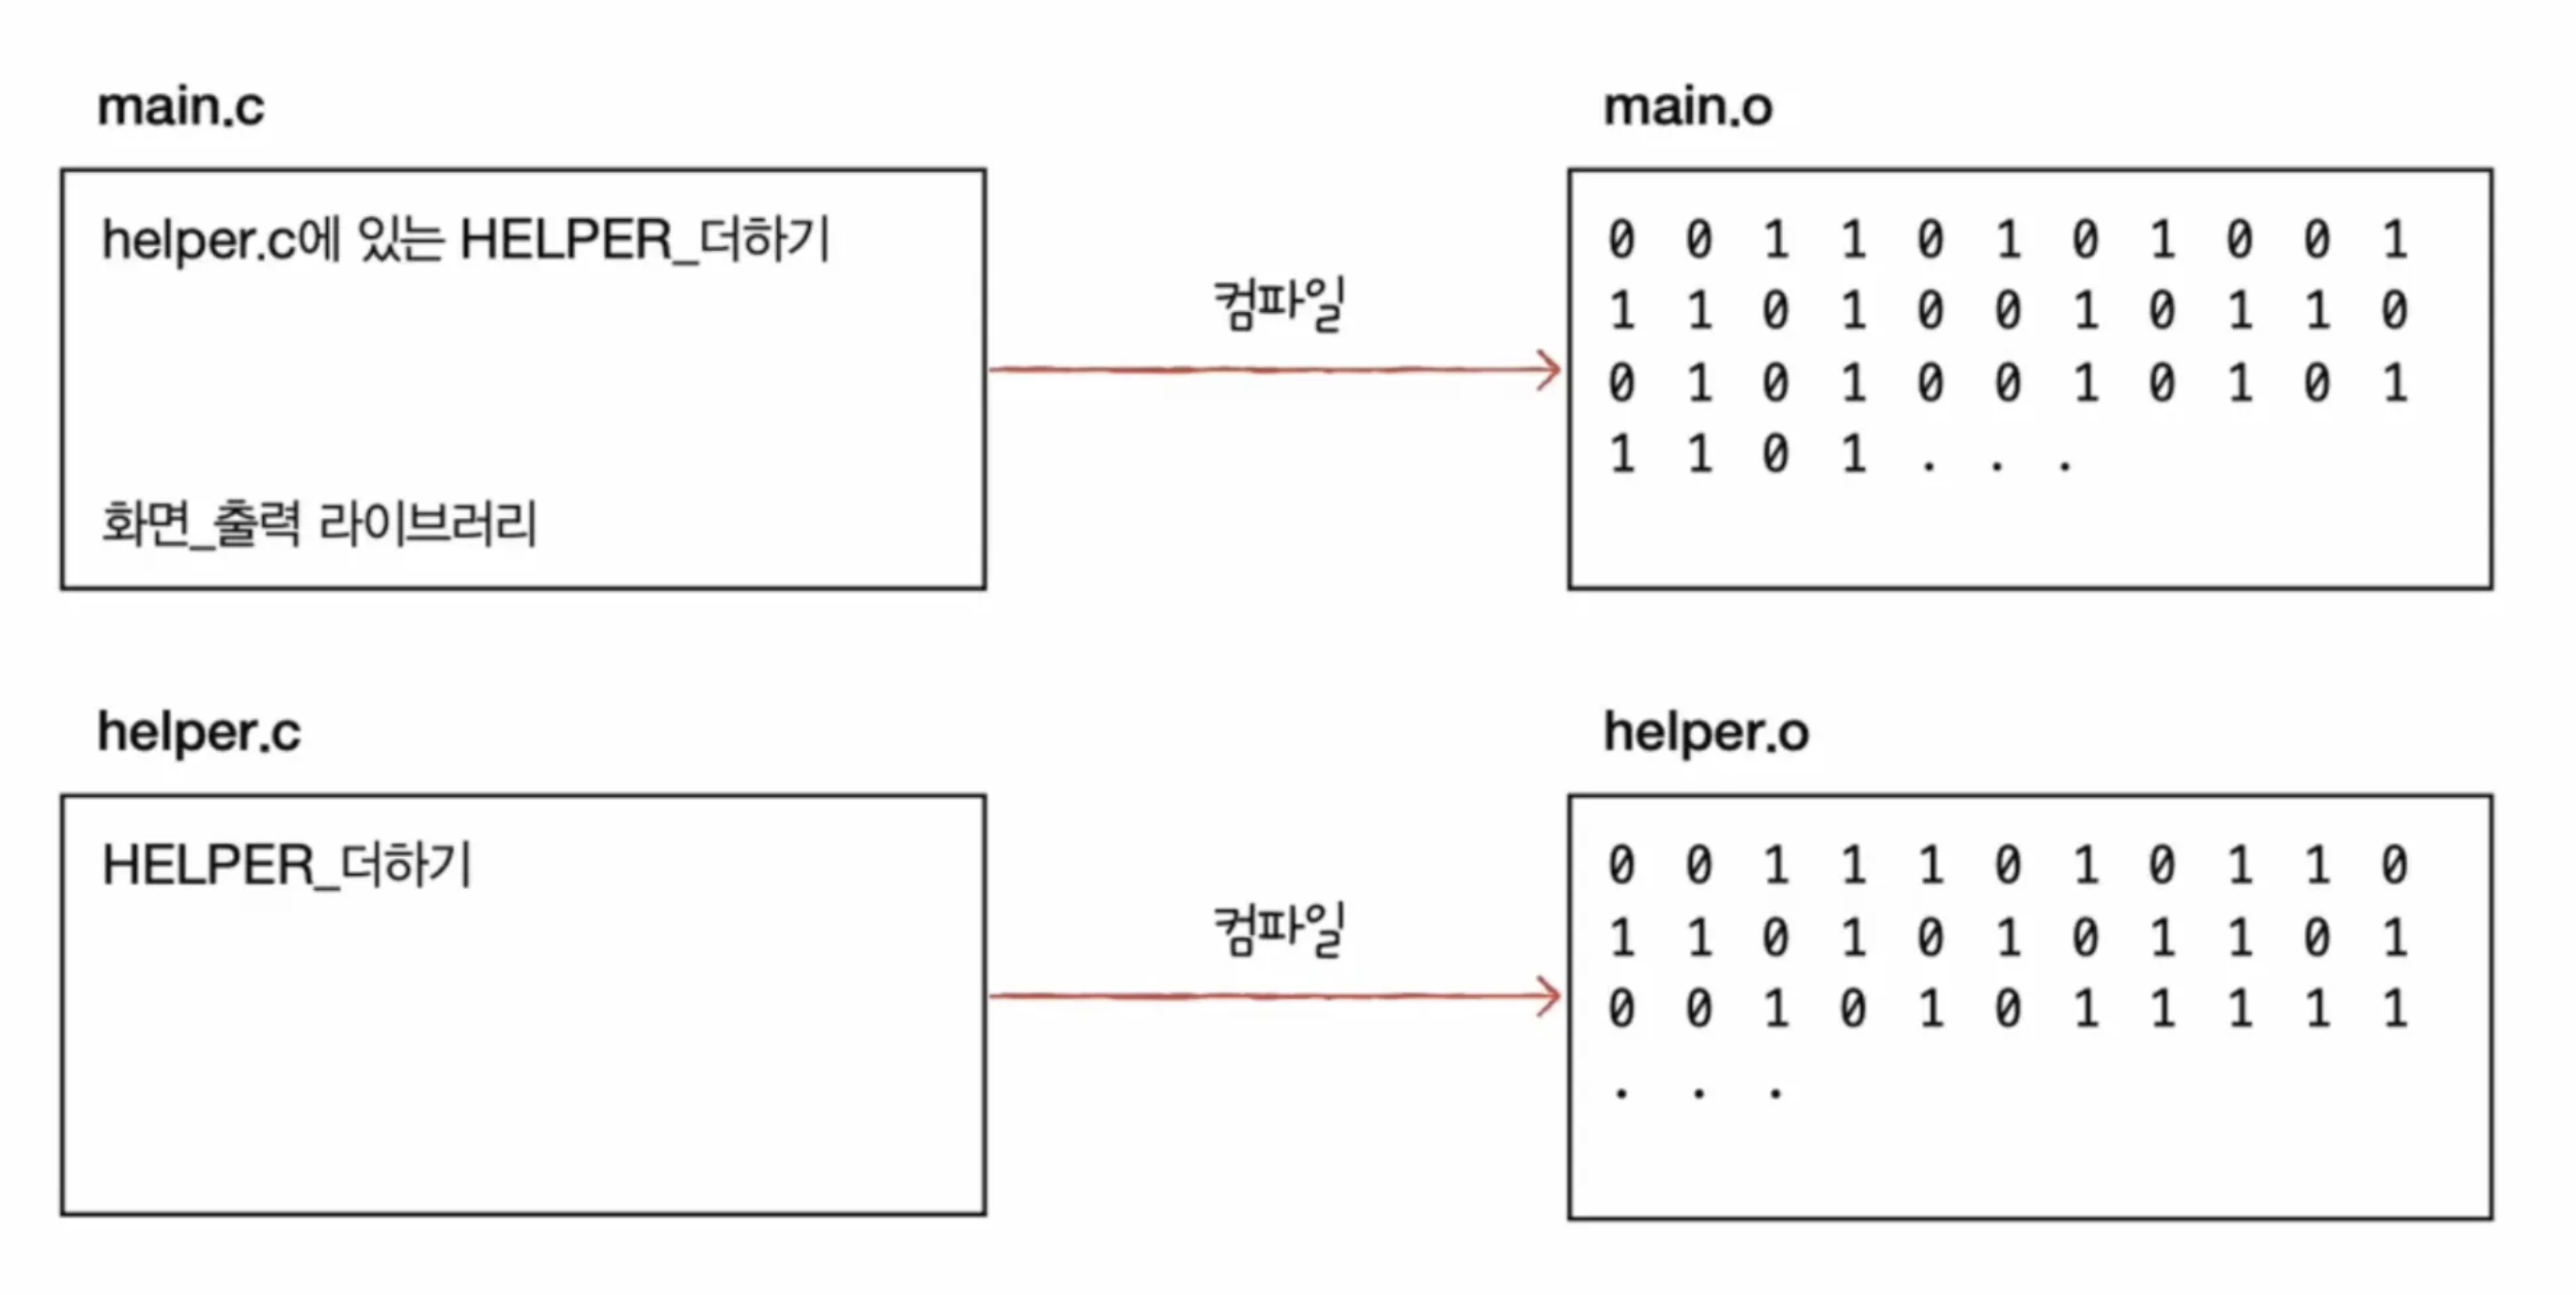 main.c
helper.c에 있는 HELPER_더하기
화면_출력 라이브러리
컴파일
main.o
0 0 1 1 0 1 0 1 0 0 1
1 1 0 1 0 0 1 0 1 1 0
0 1 0 1 0 0 1 0 1 0 1
1 1 0 1 . . .
helper.c
HELPER_더하기
컴파일
helper.o
0 0 1 1 1 0 1 0 1 1 0
1 1 0 1 0 1 0 1 1 0 1
0 0 1 0 1 0 1 1 1 1 1
. . .